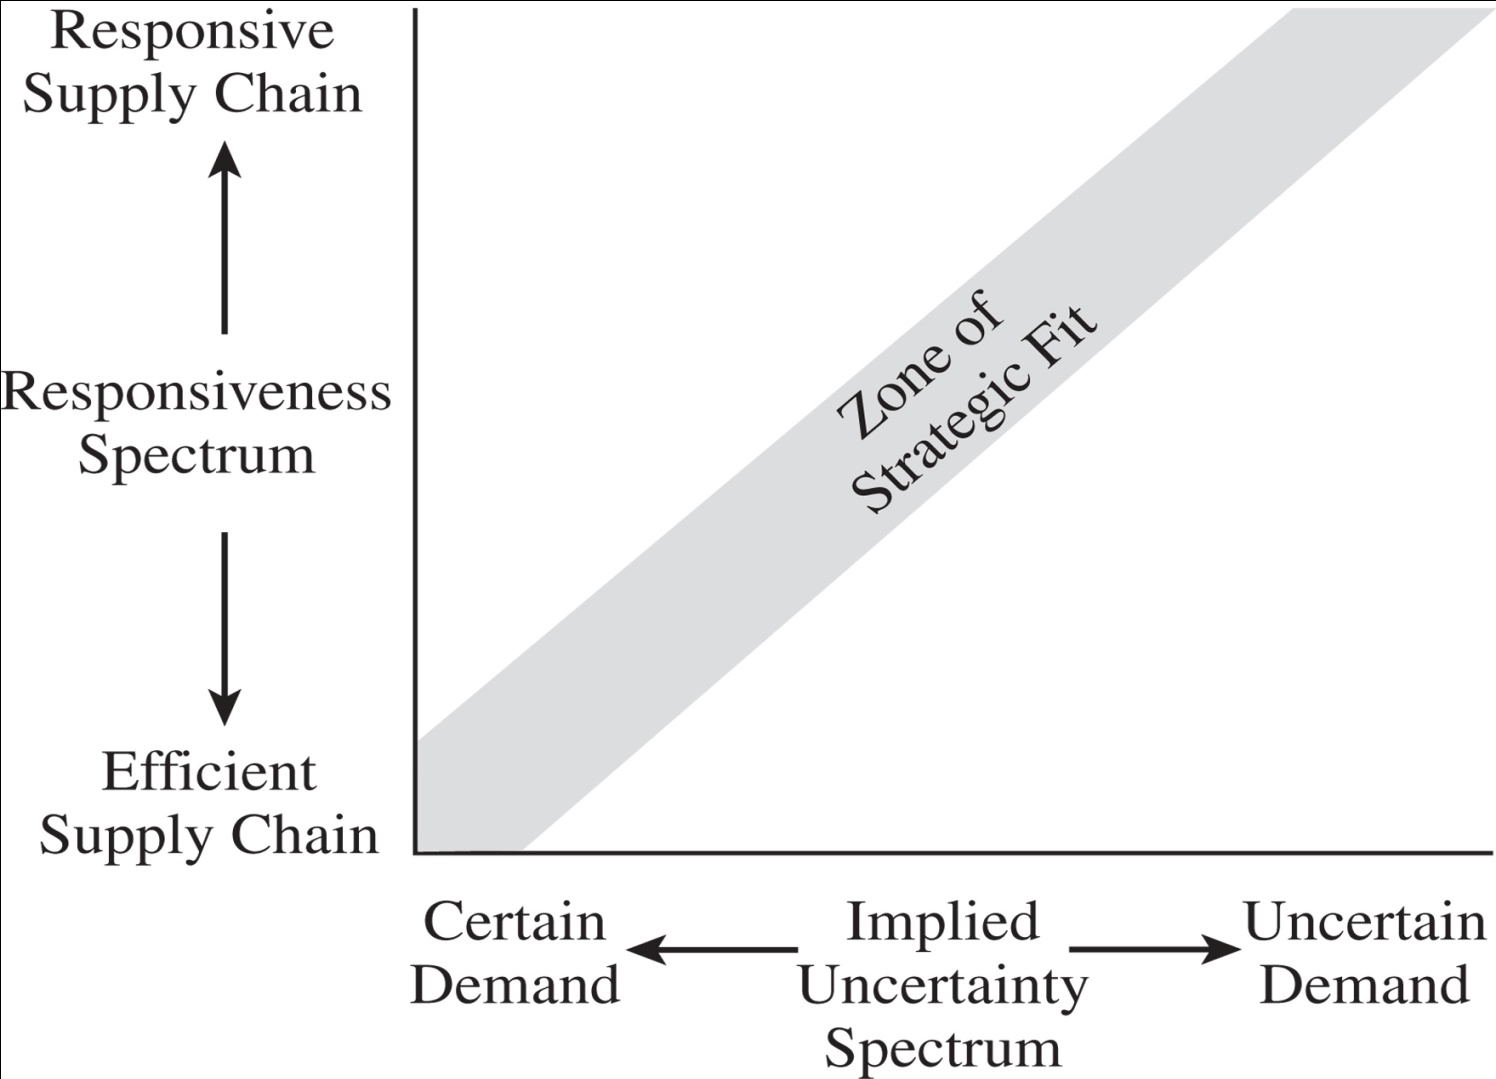 Responsive
Supply Chain
Responsiveness
Spectrum
Efficient
Supply Chain
Zone of
Strategic Fit
Certain
Demand
Implied
Uncertainty
Spectrum
Uncertain
Demand